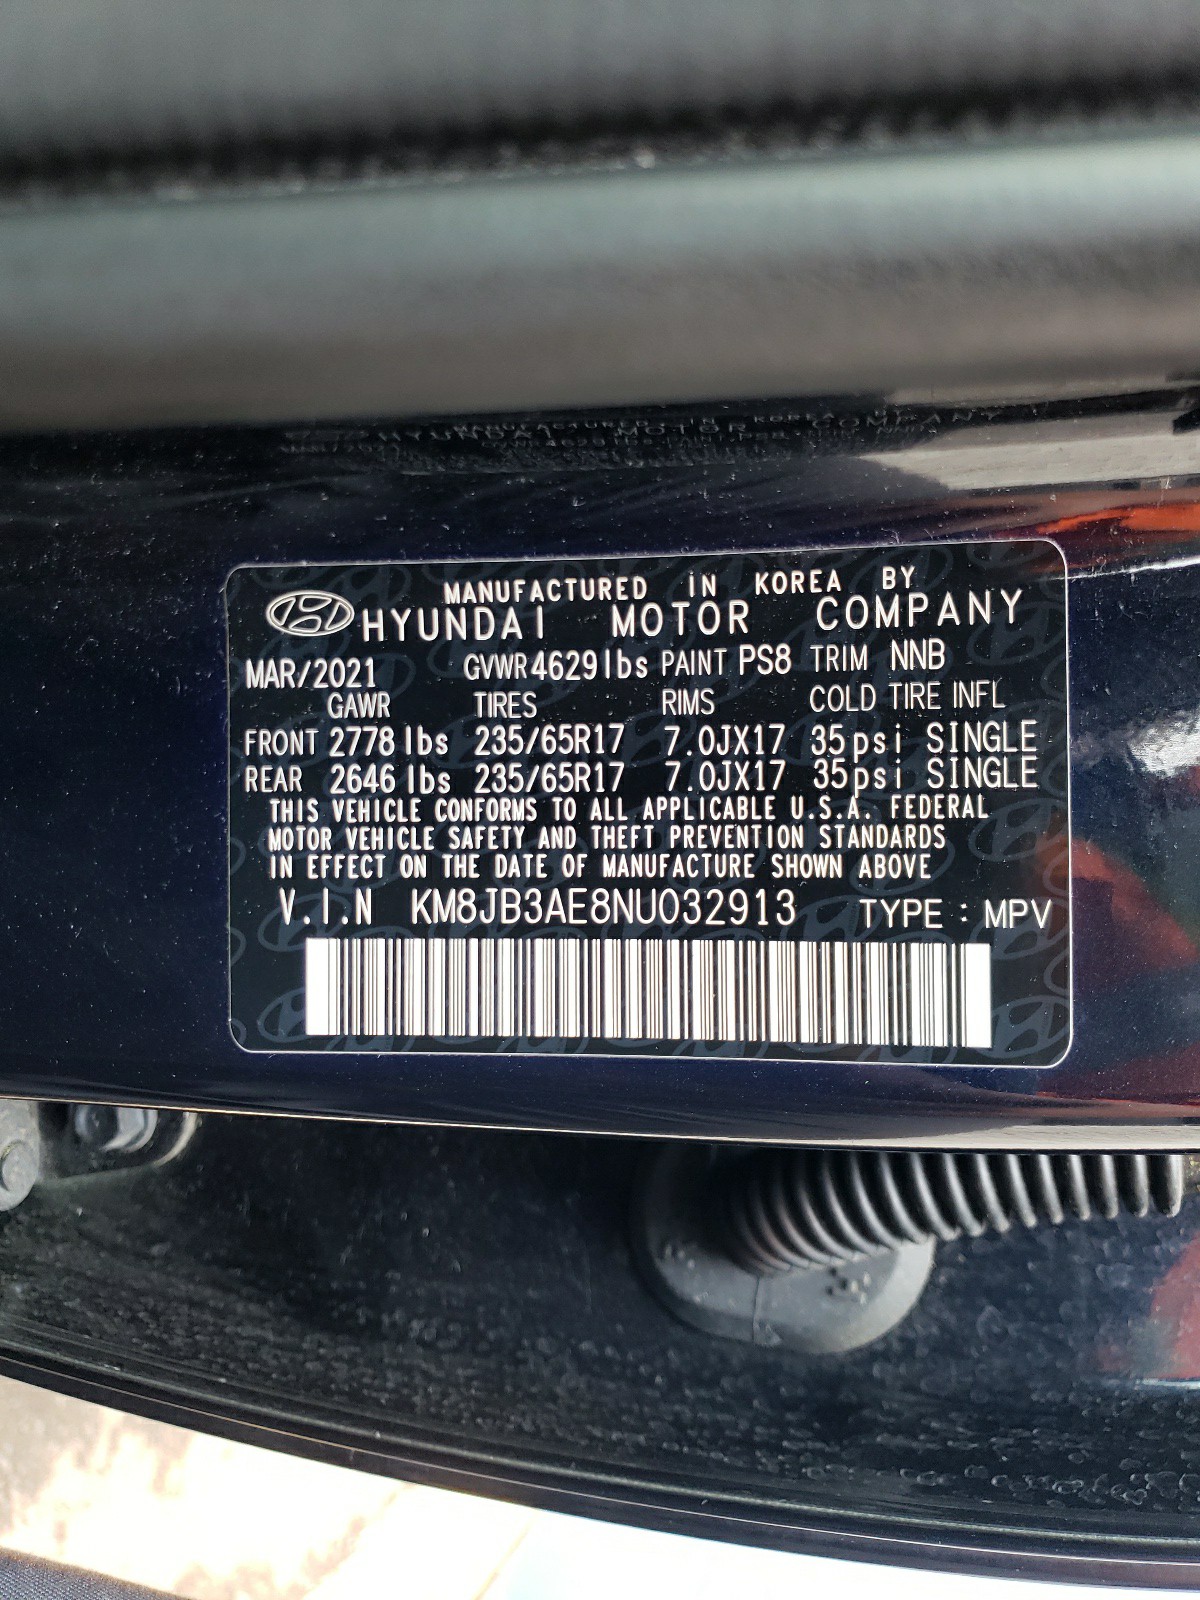 MANUFACTURED IN KOREA BY
HYUNDAI MOTOR COMPANY
MAR/2021 GVWR 4629lbs PAINT PS8 TRIM NNB
GAWR TIRES RIMS COLD TIRE INFL
FRONT 2778 lbs 235/65R17 7.0JX17 35psi SINGLE
REAR 2646 lbs 235/65R17 7.0JX17 35psi SINGLE
THIS VEHICLE CONFORMS TO ALL APPLICABLE U.S.A. FEDERAL
MOTOR VEHICLE SAFETY AND THEFT PREVENTION STANDARDS
IN EFFECT ON THE DATE OF MANUFACTURE SHOWN ABOVE
V.I.N KM8JB3AE8NU032913 TYPE : MPV